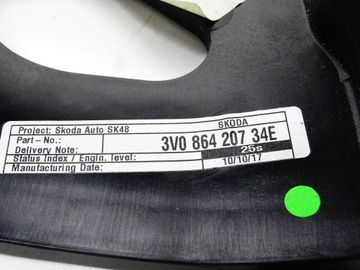 Project: Skoda Auto SK48 SKODA
Part-No.: 3V0 864 207 34E
Delivery Note: 25s
Status Index / Engin. level:
Manufacturing Date: 10/10/17